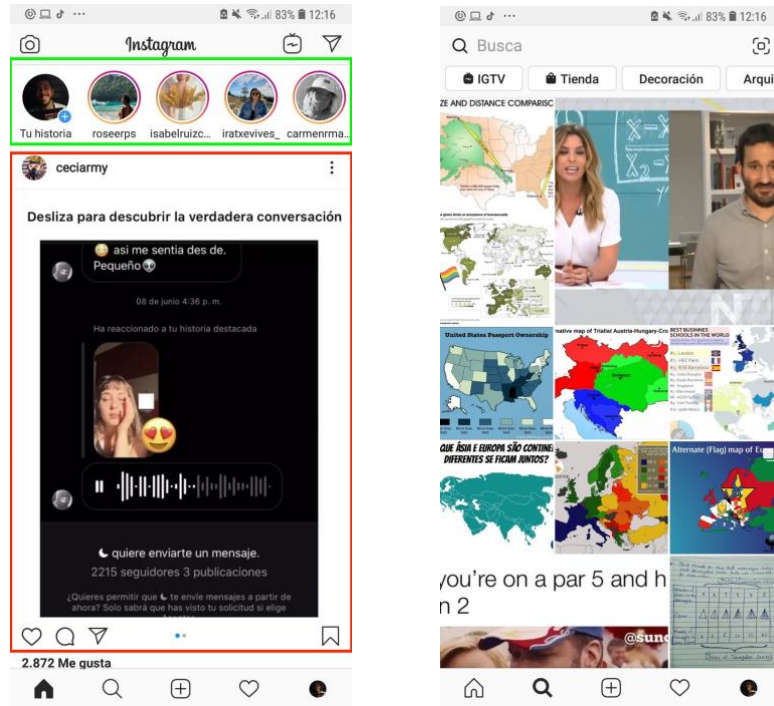 83% 12:16
Instagram
Tu historia
roseerps
isabelruizc...
iratxevives_
carmenrma...
ceciarmy
Desliza para descubrir la verdadera conversación
asi me sentia des de.
Pequeño
08 de junio 4:36 p. m.
Ha reaccionado a tu historia destacada
quiere enviarte un mensaje.
2215 seguidores 3 publicaciones
¿Quieres permitir que te envíe mensajes a partir de
ahora? Solo sabrá que has visto tu solicitud si elige
2.872 Me gusta
83% 12:16
Busca
IGTV
Tienda
Decoración
Arqui
ZE AND DISTANCE COMPARISC
United States Passport Ownership
native map of Trialist Austria-Hungary-Cro
BEST BUSINNES
SCHOOLS IN THE WORLD
QUE ÁSIA E EUROPA SÃO CONTINE
DIFERENTES SE FICAM JUNTOS?
Alternate (Flag) map of Eu
you're on a par 5 and h
n 2
@sund